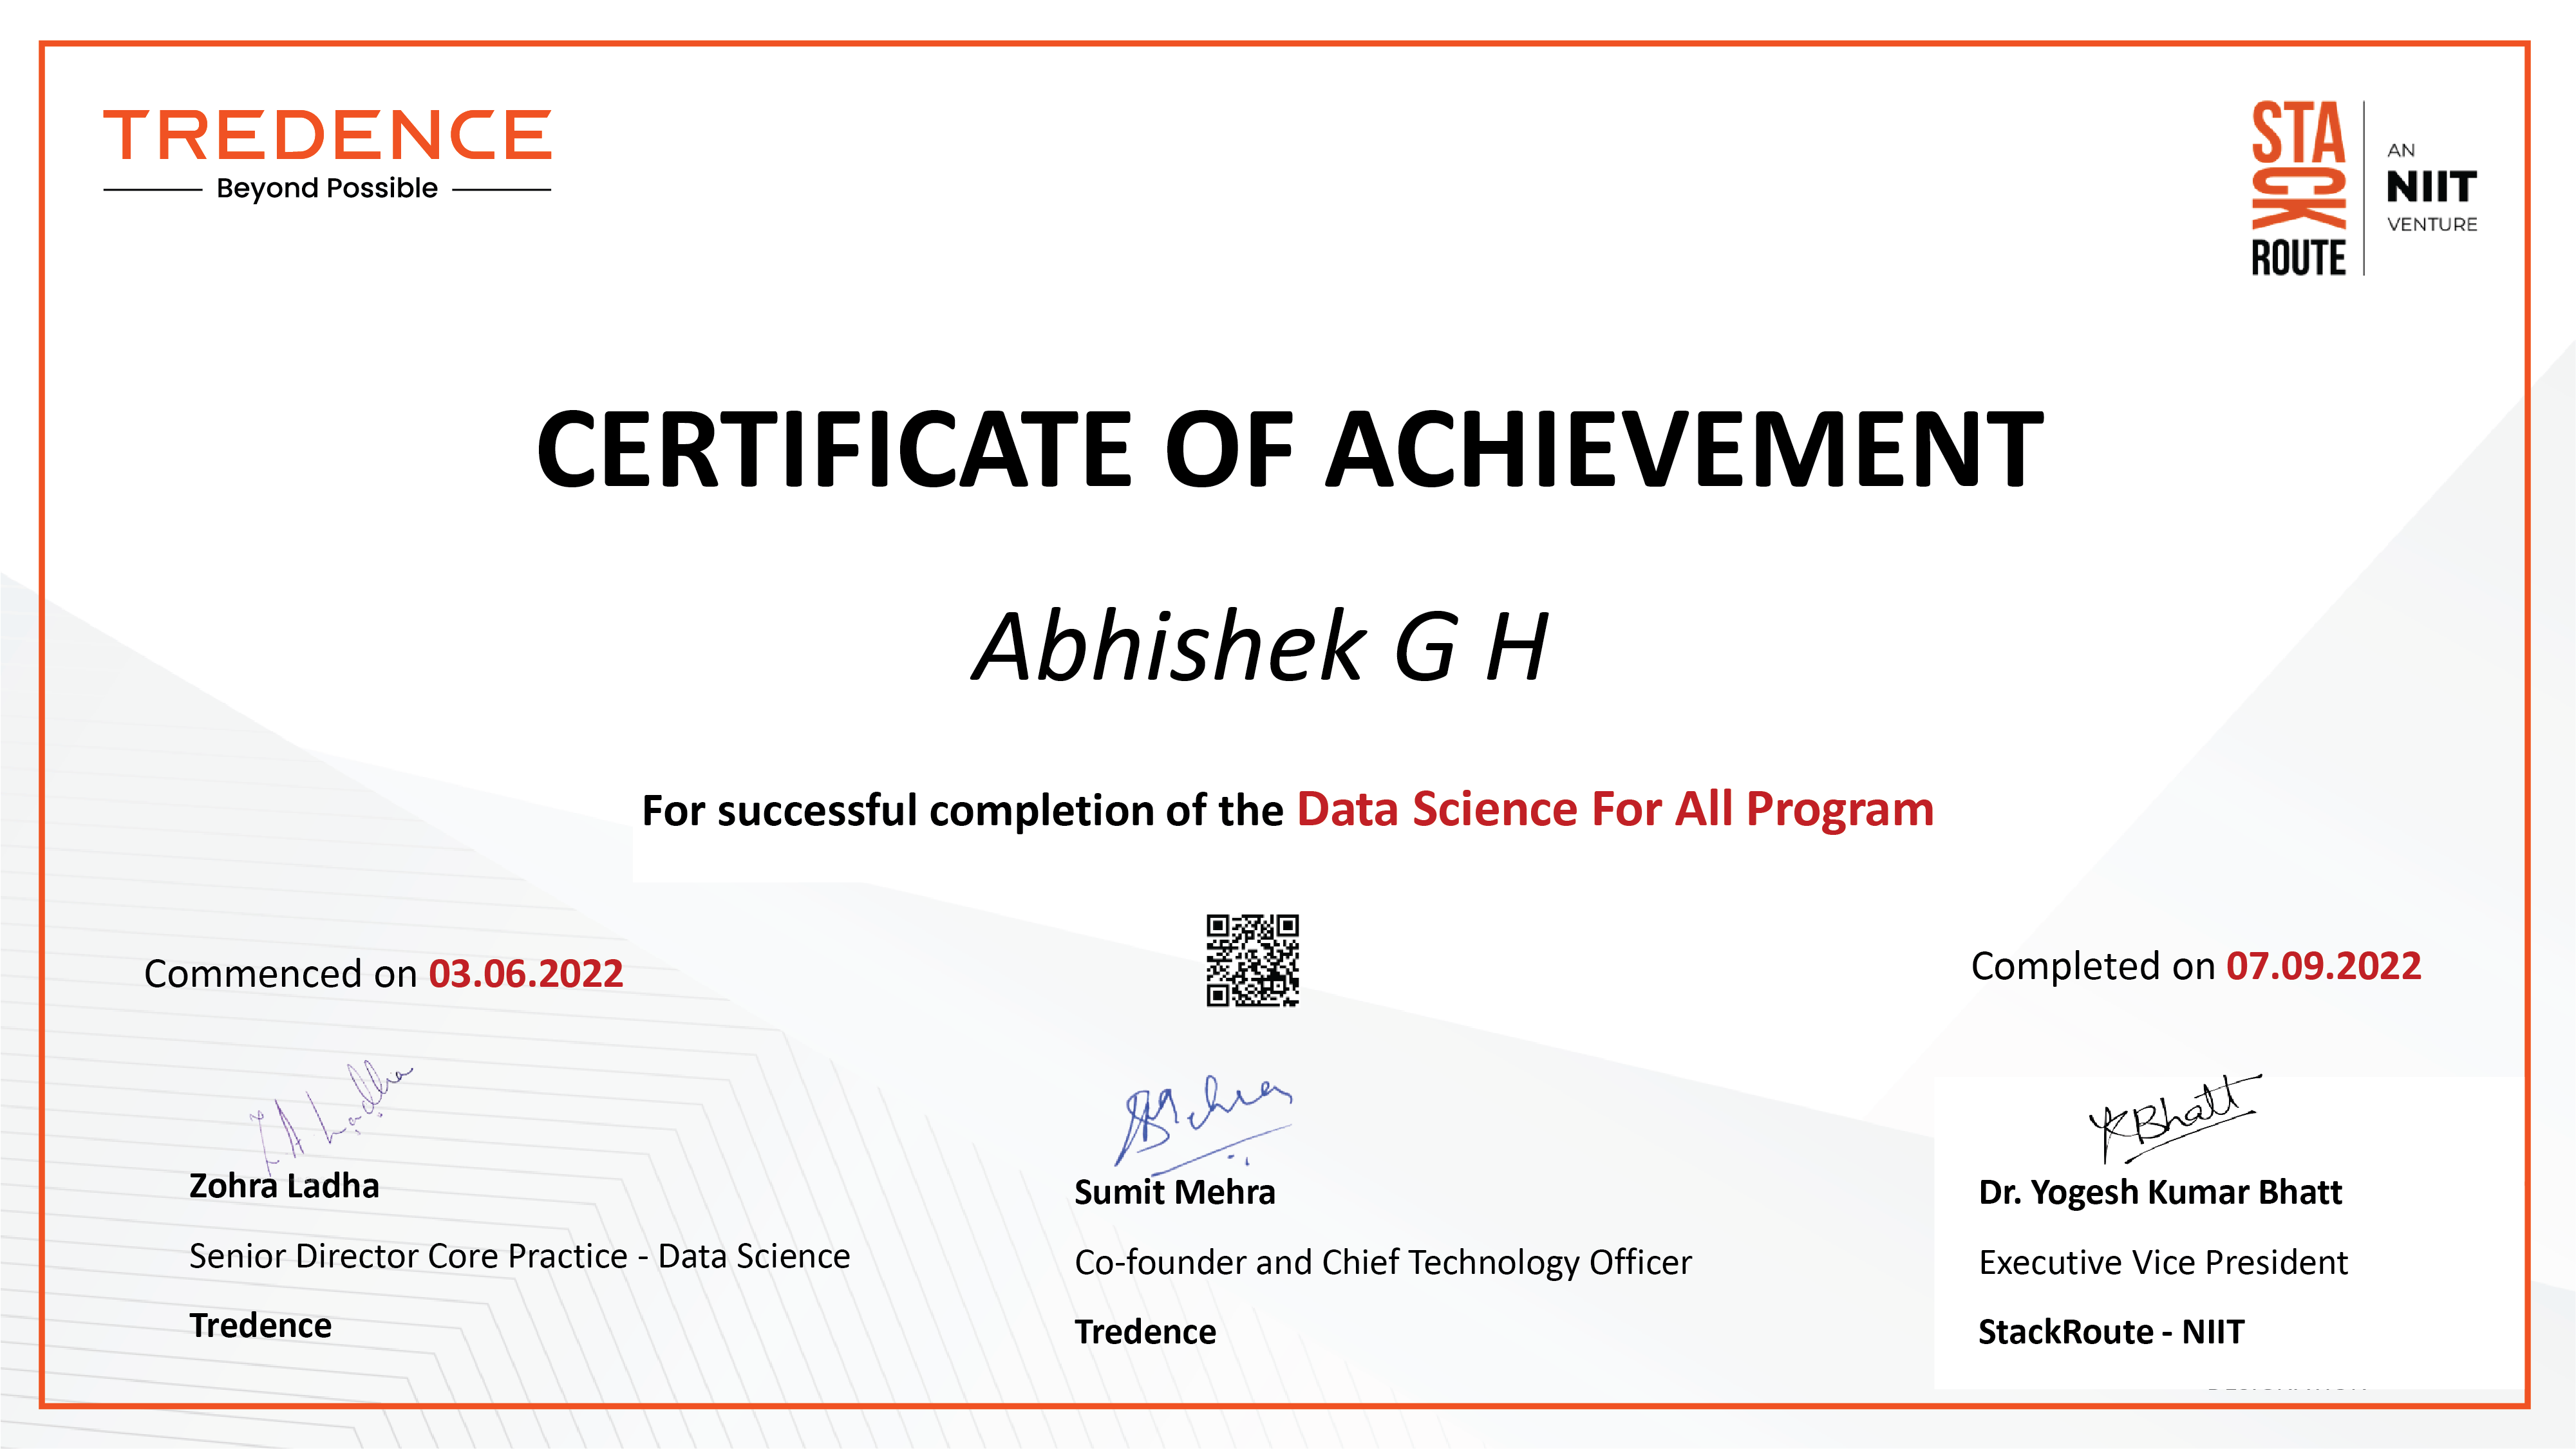 TREDENCE
Beyond Possible
STACK
ROUTE
AN
NIIT
VENTURE
CERTIFICATE OF ACHIEVEMENT
Abhishek G H
For successful completion of the Data Science For All Program
Commenced on 03.06.2022
Completed on 07.09.2022
Zohra Ladha
Senior Director Core Practice - Data Science
Tredence
Sumit Mehra
Co-founder and Chief Technology Officer
Tredence
YKBhatt
Dr. Yogesh Kumar Bhatt
Executive Vice President
StackRoute - NIIT